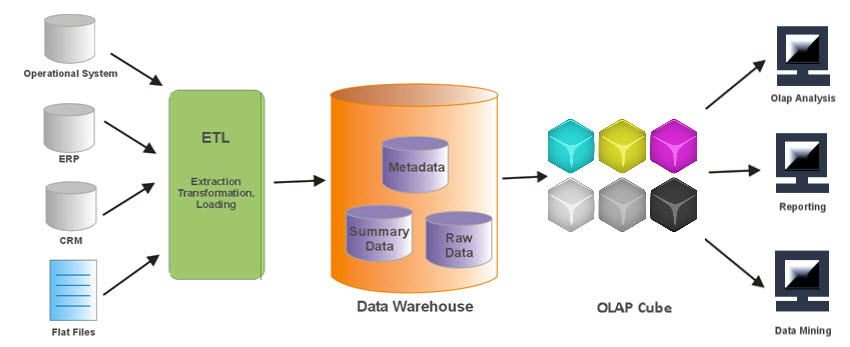 Operational System
ERP
CRM
Flat Files
ETL
Extraction
Transformation,
Loading
Metadata
Summary
Data
Raw
Data
Data Warehouse
OLAP Cube
Olap Analysis
Reporting
Data Mining